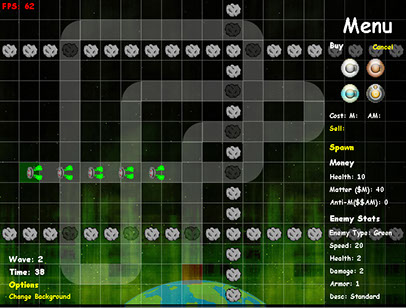 FPS: 62
Menu
Buy Cancel
Cost: M: AM:
Sell:
Spawn
Money
Health: 10
Matter ($M): 40
Anti-M($$AM): 0
Enemy Stats
Enemy Type: Green
Speed: 20
Health: 2
Damage: 2
Armor: 1
Desc: Standard
Wave: 2
Time: 38
Options
Change Background